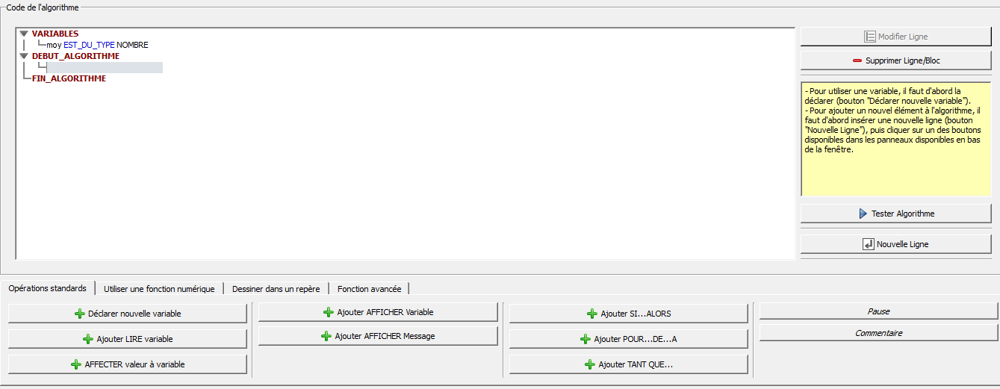 Code de l'algorithme
VARIABLES
moy EST_DU_TYPE NOMBRE
DEBUT_ALGORITHME
FIN_ALGORITHME
Modifier Ligne
Supprimer Ligne/Bloc
- Pour utiliser une variable, il faut d'abord la
déclarer (bouton "Déclarer nouvelle variable").
- Pour ajouter un nouvel élément à l'algorithme, il
faut d'abord insérer une nouvelle ligne (bouton
"Nouvelle Ligne"), puis cliquer sur un des boutons
disponibles dans les panneaux disponibles en bas
de la fenêtre.
Tester Algorithme
Nouvelle Ligne
Opérations standards
Utiliser une fonction numérique
Dessiner dans un repère
Fonction avancée
Déclarer nouvelle variable
Ajouter LIRE variable
AFFECTER valeur à variable
Ajouter AFFICHER Variable
Ajouter AFFICHER Message
Ajouter SI...ALORS
Ajouter POUR...DE...A
Ajouter TANT QUE...
Pause
Commentaire